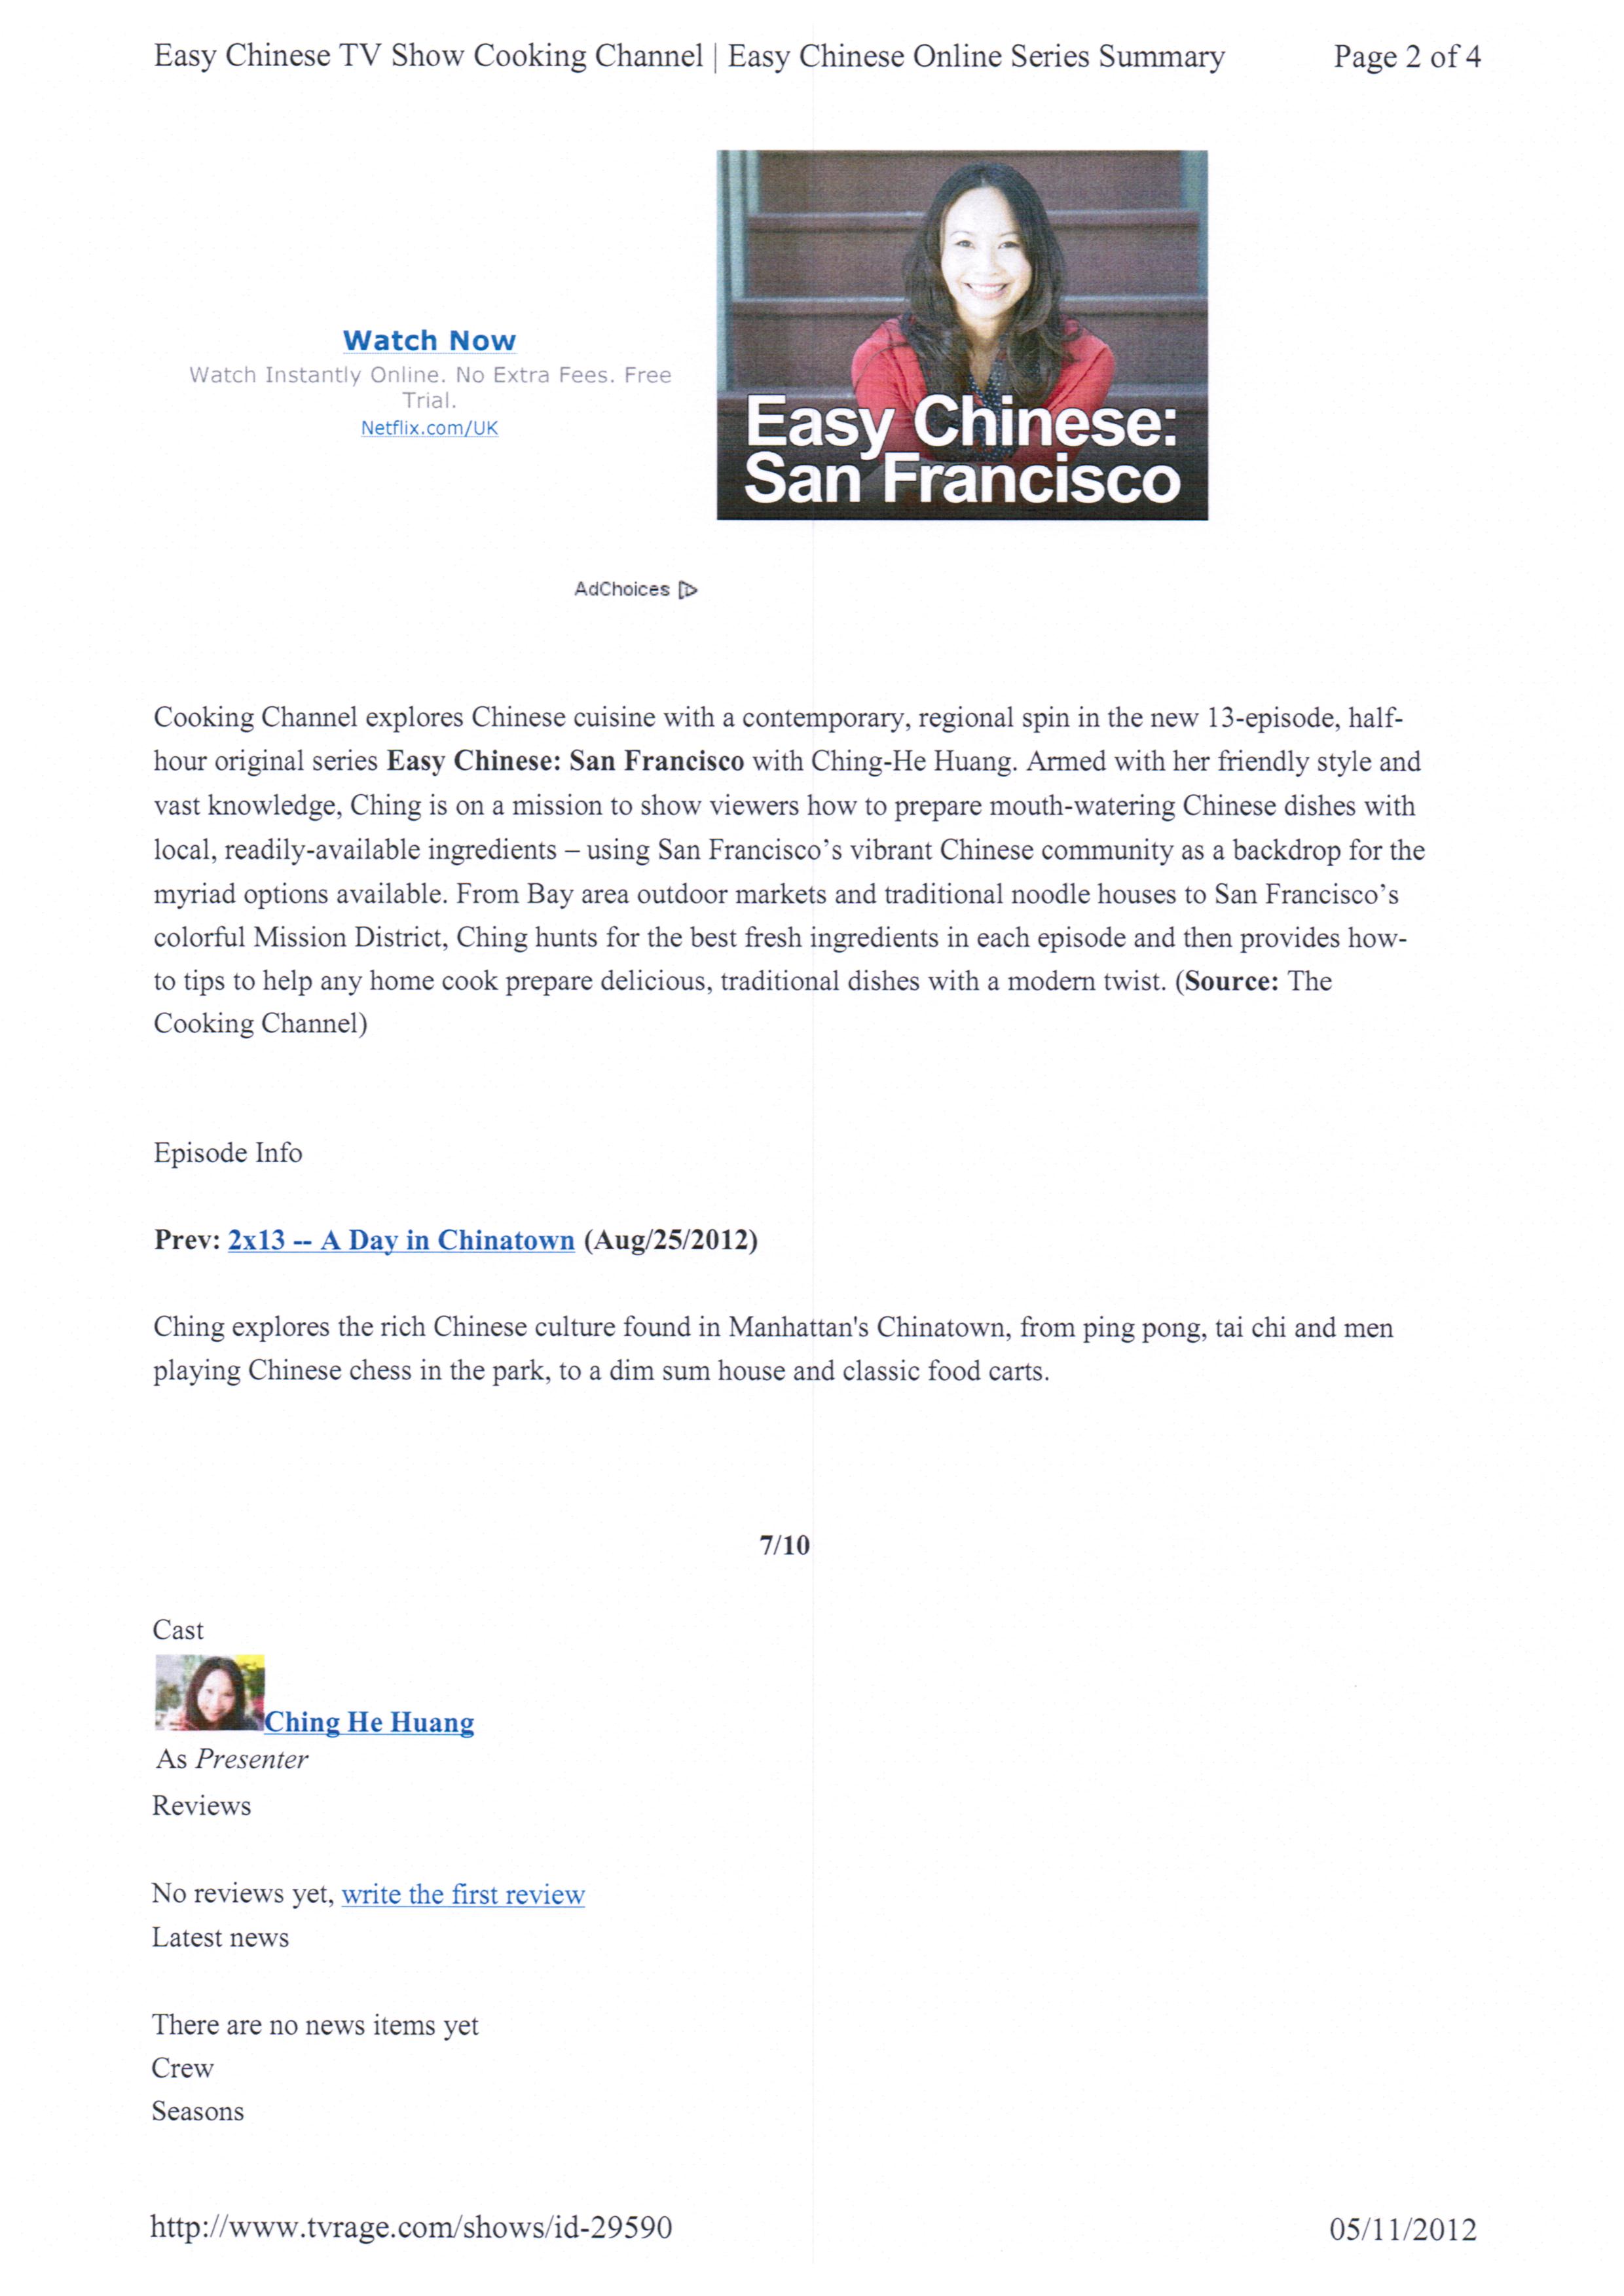 Easy Chinese TV Show Cooking Channel | Easy Chinese Online Series Summary Page 2 of 4
Watch Now
Watch Instantly Online. No Extra Fees. Free
Trial.
Netflix.com/UK
Easy Chinese:
San Francisco
AdChoices
Cooking Channel explores Chinese cuisine with a contemporary, regional spin in the new 13-episode, half-
hour original series Easy Chinese: San Francisco with Ching-He Huang. Armed with her friendly style and
vast knowledge, Ching is on a mission to show viewers how to prepare mouth-watering Chinese dishes with
local, readily-available ingredients – using San Francisco’s vibrant Chinese community as a backdrop for the
myriad options available. From Bay area outdoor markets and traditional noodle houses to San Francisco’s
colorful Mission District, Ching hunts for the best fresh ingredients in each episode and then provides how-
to tips to help any home cook prepare delicious, traditional dishes with a modern twist. (Source: The
Cooking Channel)
Episode Info
Prev: 2x13 -- A Day in Chinatown (Aug/25/2012)
Ching explores the rich Chinese culture found in Manhattan's Chinatown, from ping pong, tai chi and men
playing Chinese chess in the park, to a dim sum house and classic food carts.
7/10
Cast
Ching He Huang
As Presenter
Reviews
No reviews yet, write the first review
Latest news
There are no news items yet
Crew
Seasons
http://www.tvrage.com/shows/id-29590 05/11/2012